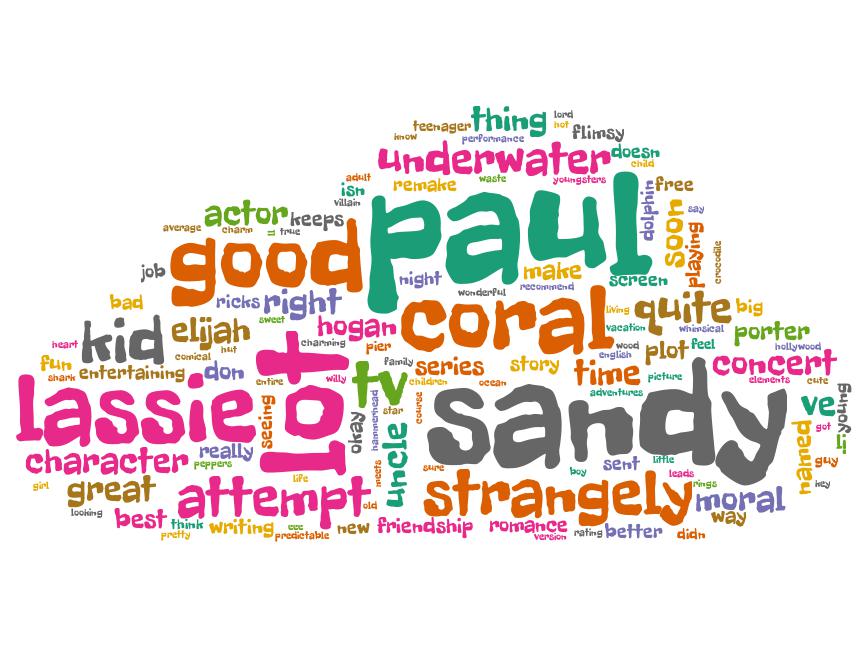 lord
teenager thing hot flimsy
know performance
underwater doesn
child
adult waste youngsters
isn remake
villain
paul dolphin free
actor keeps soon say
average charm ll true playing crocodile
good
job night make screen
wonderful recommend
bad ricks right
coral living quite big
sweet vacation whimsical
kid elijah hogan porter
heart comical hut charming pier wood plot feel hollywood
english
fun family series story time picture concert
shark entertaining don entire willy tv children ocean elements cute
adventures
lassie lot sandy ve young
seeing okay hammerhead star course got
character really uncle named
peppers meets sure boy sent little guy
girl life leads hey
great attempt old strangely rings moral
looking way
best think writing eee new friendship romance rating better didn
pretty predictable version